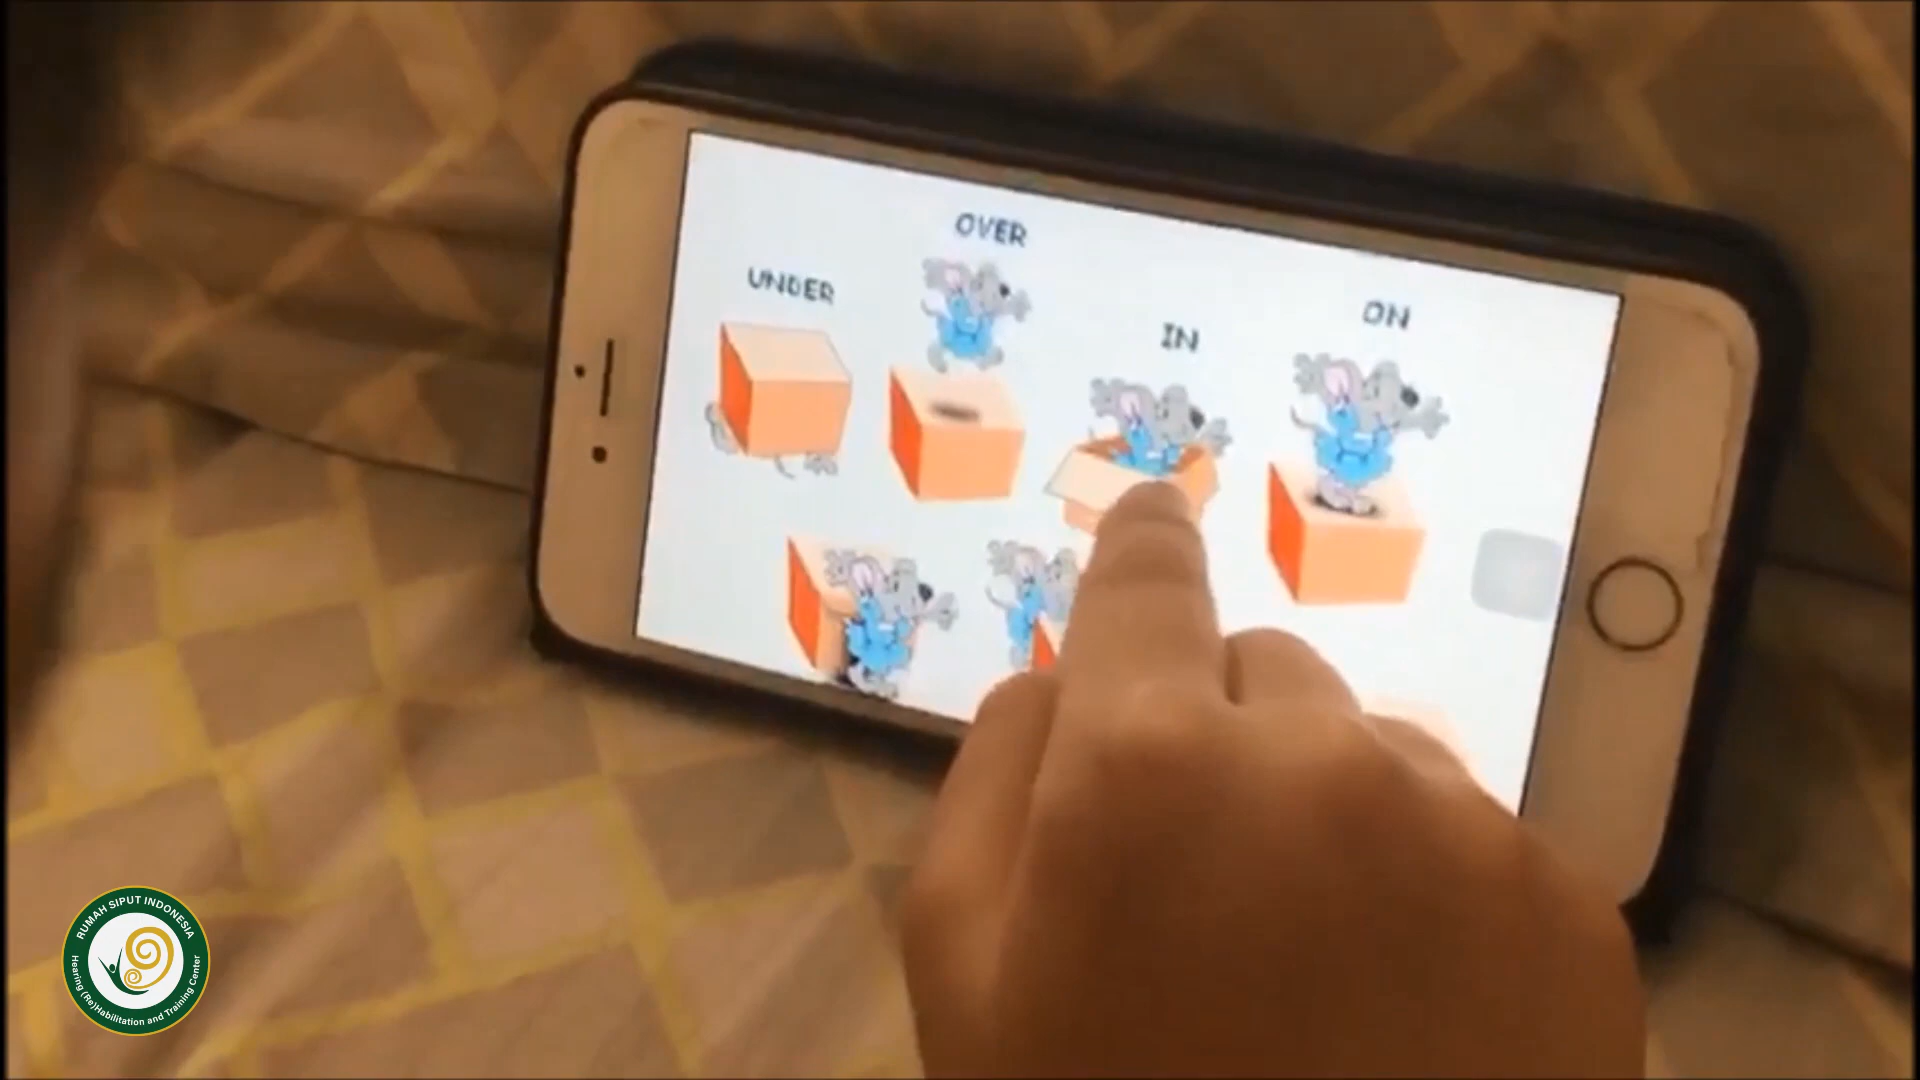 OVER
UNDER
IN
ON
RUMAH SIPUT INDONESIA
Hearing (Re)Habilitation and Training Center